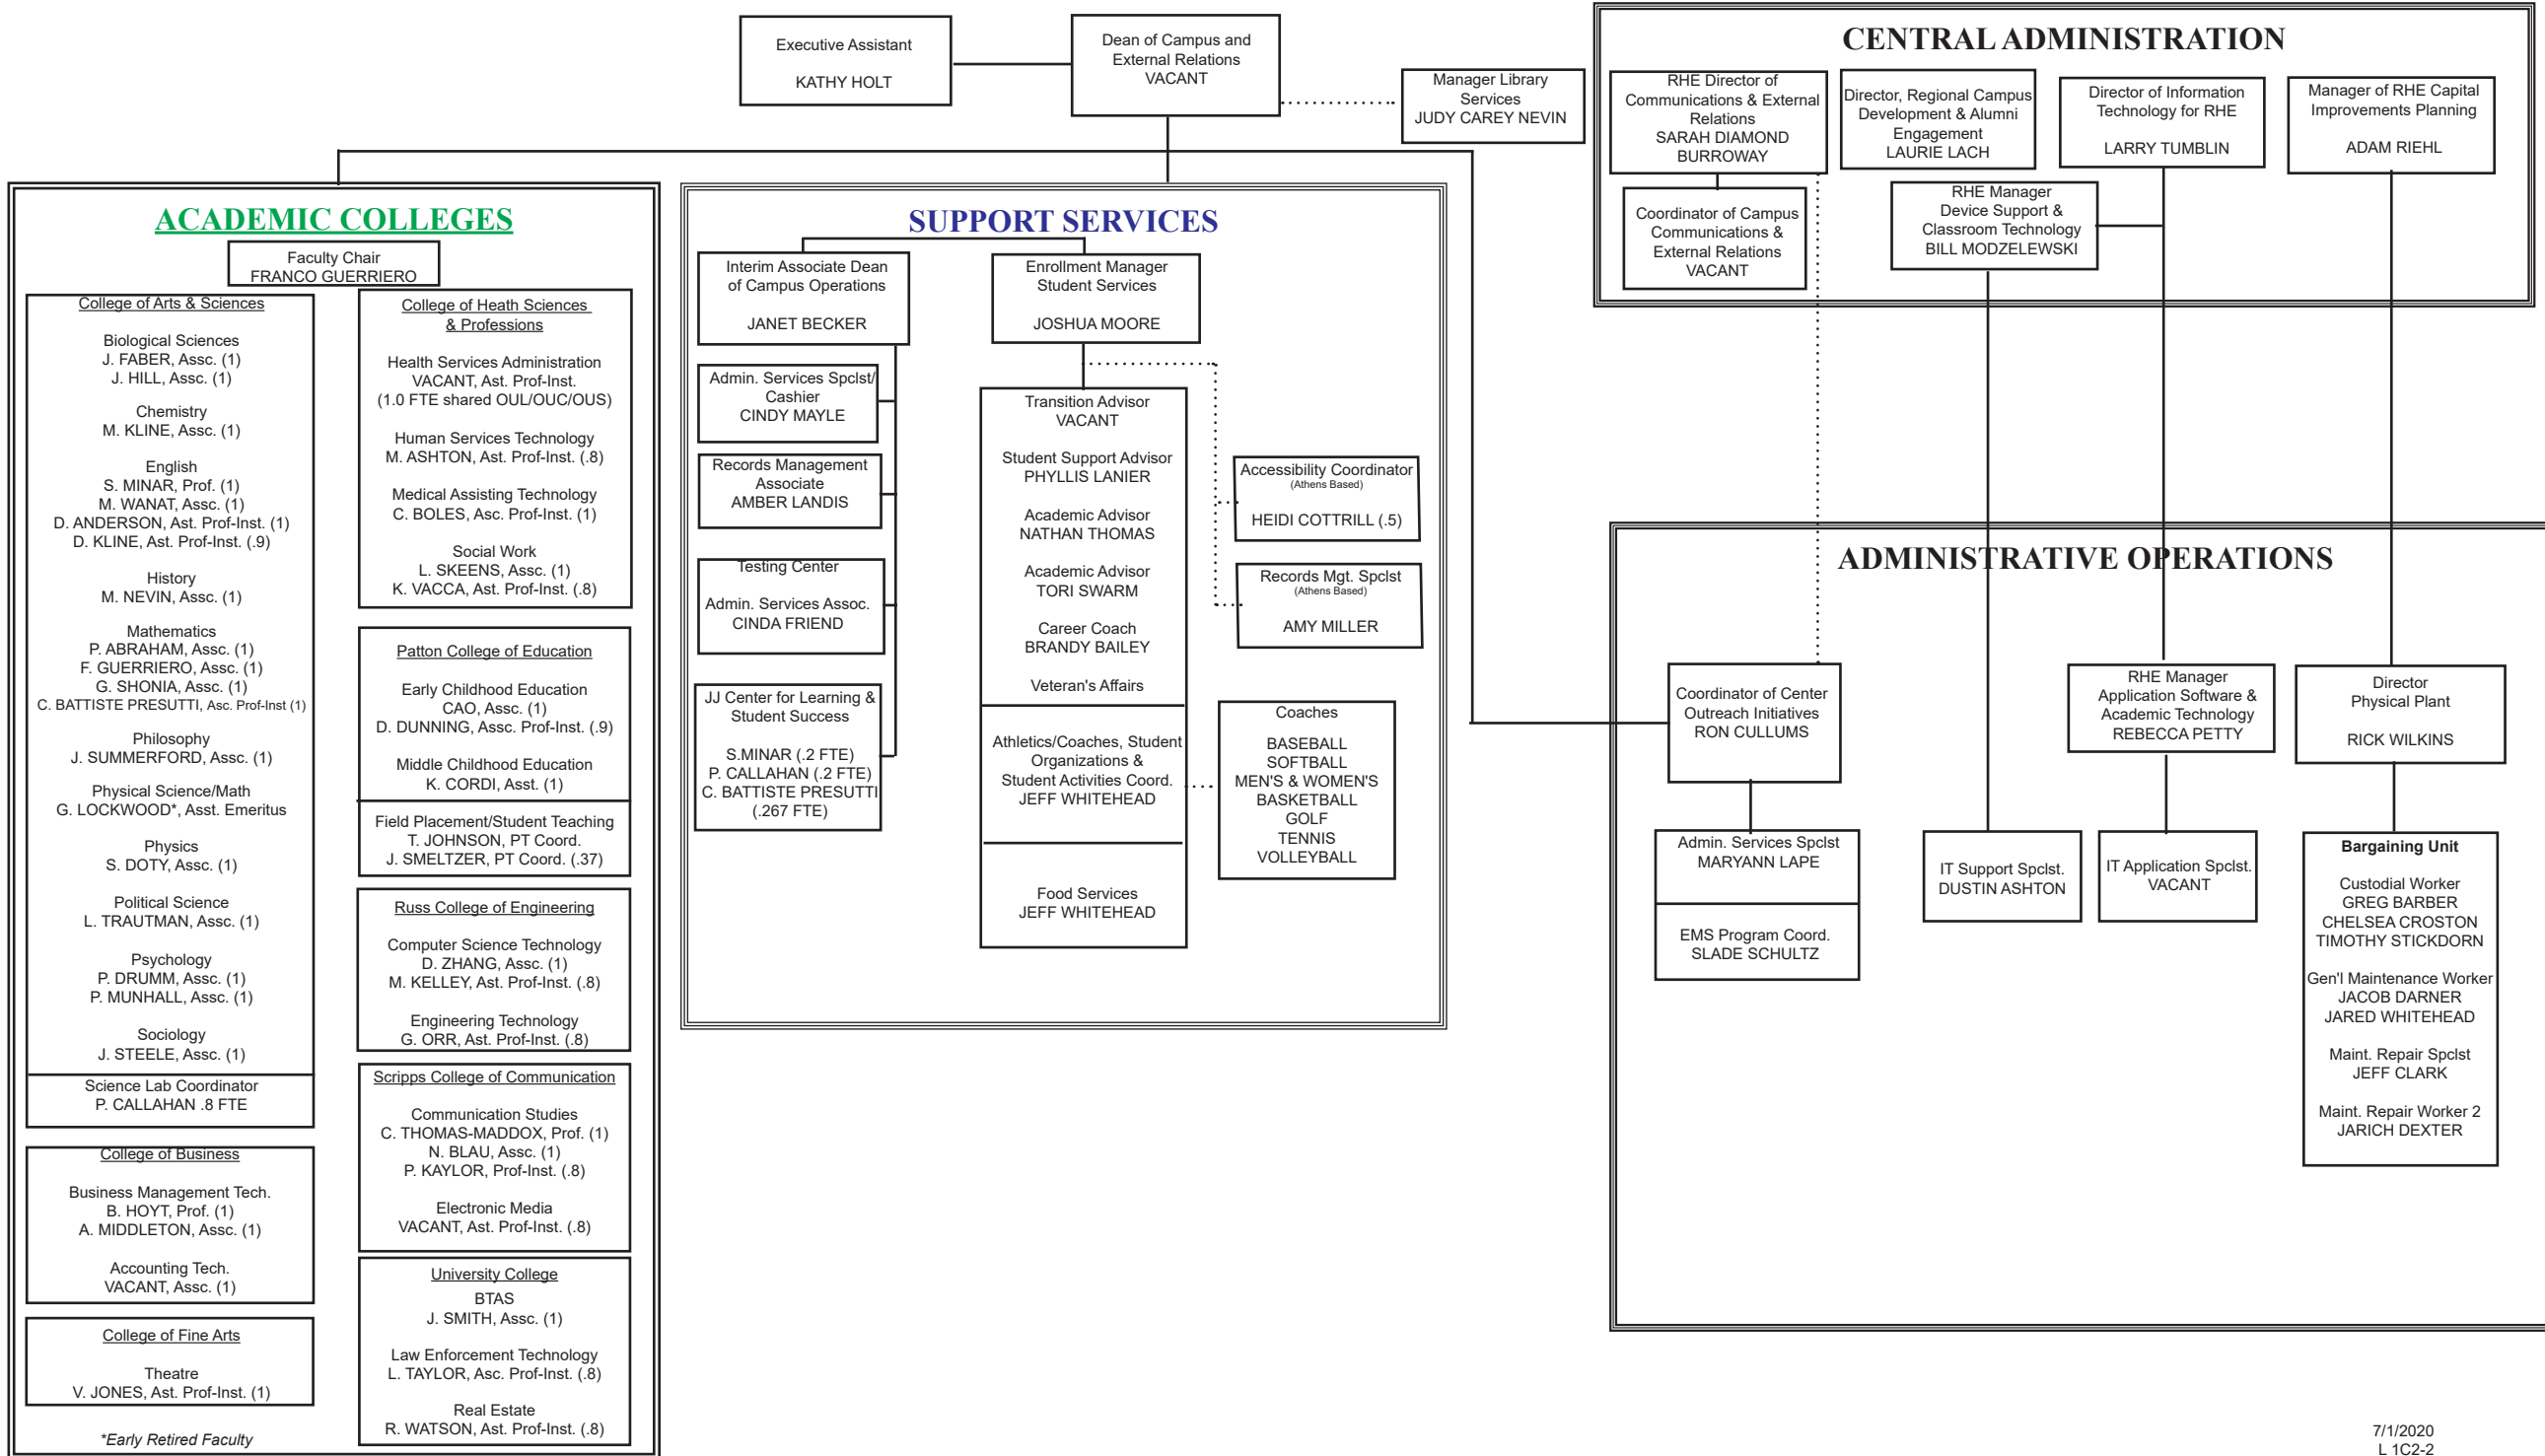 Executive Assistant
KATHY HOLT
Dean of Campus and
External Relations
VACANT
Manager Library
Services
JUDY CAREY NEVIN
CENTRAL ADMINISTRATION
RHE Director of
Communications & External
Relations
SARAH DIAMOND
BURROWAY
Director, Regional Campus
Development & Alumni
Engagement
LAURIE LACH
Director of Information
Technology for RHE
LARRY TUMBLIN
Manager of RHE Capital
Improvements Planning
ADAM RIEHL
Coordinator of Campus
Communications &
External Relations
VACANT
RHE Manager
Device Support &
Classroom Technology
BILL MODZELEWSKI
ACADEMIC COLLEGES
Faculty Chair
FRANCO GUERRIERO
College of Arts & Sciences
Biological Sciences
J. FABER, Assc. (1)
J. HILL, Assc. (1)
Chemistry
M. KLINE, Assc. (1)
English
S. MINAR, Prof. (1)
M. WANAT, Assc. (1)
D. ANDERSON, Ast. Prof-Inst. (1)
D. KLINE, Ast. Prof-Inst. (.9)
History
M. NEVIN, Assc. (1)
Mathematics
P. ABRAHAM, Assc. (1)
F. GUERRIERO, Assc. (1)
G. SHONIA, Assc. (1)
C. BATTISTE PRESUTTI, Asc. Prof-Inst (1)
Philosophy
J. SUMMERFORD, Assc. (1)
Physical Science/Math
G. LOCKWOOD*, Asst. Emeritus
Physics
S. DOTY, Assc. (1)
Political Science
L. TRAUTMAN, Assc. (1)
Psychology
P. DRUMM, Assc. (1)
P. MUNHALL, Assc. (1)
Sociology
J. STEELE, Assc. (1)
Science Lab Coordinator
P. CALLAHAN .8 FTE
College of Business
Business Management Tech.
B. HOYT, Prof. (1)
A. MIDDLETON, Assc. (1)
Accounting Tech.
VACANT, Assc. (1)
College of Fine Arts
Theatre
V. JONES, Ast. Prof-Inst. (1)
*Early Retired Faculty
College of Heath Sciences
& Professions
Health Services Administration
VACANT, Ast. Prof-Inst.
(1.0 FTE shared OUL/OUC/OUS)
Human Services Technology
M. ASHTON, Ast. Prof-Inst. (.8)
Medical Assisting Technology
C. BOLES, Asc. Prof-Inst. (1)
Social Work
L. SKEENS, Assc. (1)
K. VACCA, Ast. Prof-Inst. (.8)
Patton College of Education
Early Childhood Education
CAO, Assc. (1)
D. DUNNING, Assc. Prof-Inst. (.9)
Middle Childhood Education
K. CORDI, Asst. (1)
Field Placement/Student Teaching
T. JOHNSON, PT Coord.
J. SMELTZER, PT Coord. (.37)
Russ College of Engineering
Computer Science Technology
D. ZHANG, Assc. (1)
M. KELLEY, Ast. Prof-Inst. (.8)
Engineering Technology
G. ORR, Ast. Prof-Inst. (.8)
Scripps College of Communication
Communication Studies
C. THOMAS-MADDOX, Prof. (1)
N. BLAU, Assc. (1)
P. KAYLOR, Prof-Inst. (.8)
Electronic Media
VACANT, Ast. Prof-Inst. (.8)
University College
BTAS
J. SMITH, Assc. (1)
Law Enforcement Technology
L. TAYLOR, Asc. Prof-Inst. (.8)
Real Estate
R. WATSON, Ast. Prof-Inst. (.8)
SUPPORT SERVICES
Interim Associate Dean
of Campus Operations
JANET BECKER
Admin. Services Spclst/
Cashier
CINDY MAYLE
Records Management
Associate
AMBER LANDIS
Testing Center
Admin. Services Assoc.
CINDA FRIEND
JJ Center for Learning &
Student Success
S.MINAR (.2 FTE)
P. CALLAHAN (.2 FTE)
C. BATTISTE PRESUTTI
(.267 FTE)
Enrollment Manager
Student Services
JOSHUA MOORE
Transition Advisor
VACANT
Student Support Advisor
PHYLLIS LANIER
Academic Advisor
NATHAN THOMAS
Academic Advisor
TORI SWARM
Career Coach
BRANDY BAILEY
Veteran's Affairs
Athletics/Coaches, Student
Organizations &
Student Activities Coord.
JEFF WHITEHEAD
Food Services
JEFF WHITEHEAD
Accessibility Coordinator
(Athens Based)
HEIDI COTTRILL (.5)
Records Mgt. Spclst
(Athens Based)
AMY MILLER
Coaches
BASEBALL
SOFTBALL
MEN'S & WOMEN'S
BASKETBALL
GOLF
TENNIS
VOLLEYBALL
ADMINISTRATIVE OPERATIONS
Coordinator of Center
Outreach Initiatives
RON CULLUMS
Admin. Services Spclst
MARYANN LAPE
EMS Program Coord.
SLADE SCHULTZ
IT Support Spclst.
DUSTIN ASHTON
RHE Manager
Application Software &
Academic Technology
REBECCA PETTY
IT Application Spclst.
VACANT
Director
Physical Plant
RICK WILKINS
Bargaining Unit
Custodial Worker
GREG BARBER
CHELSEA CROSTON
TIMOTHY STICKDORN
Gen'l Maintenance Worker
JACOB DARNER
JARED WHITEHEAD
Maint. Repair Spclst
JEFF CLARK
Maint. Repair Worker 2
JARICH DEXTER
7/1/2020
L 1C2-2